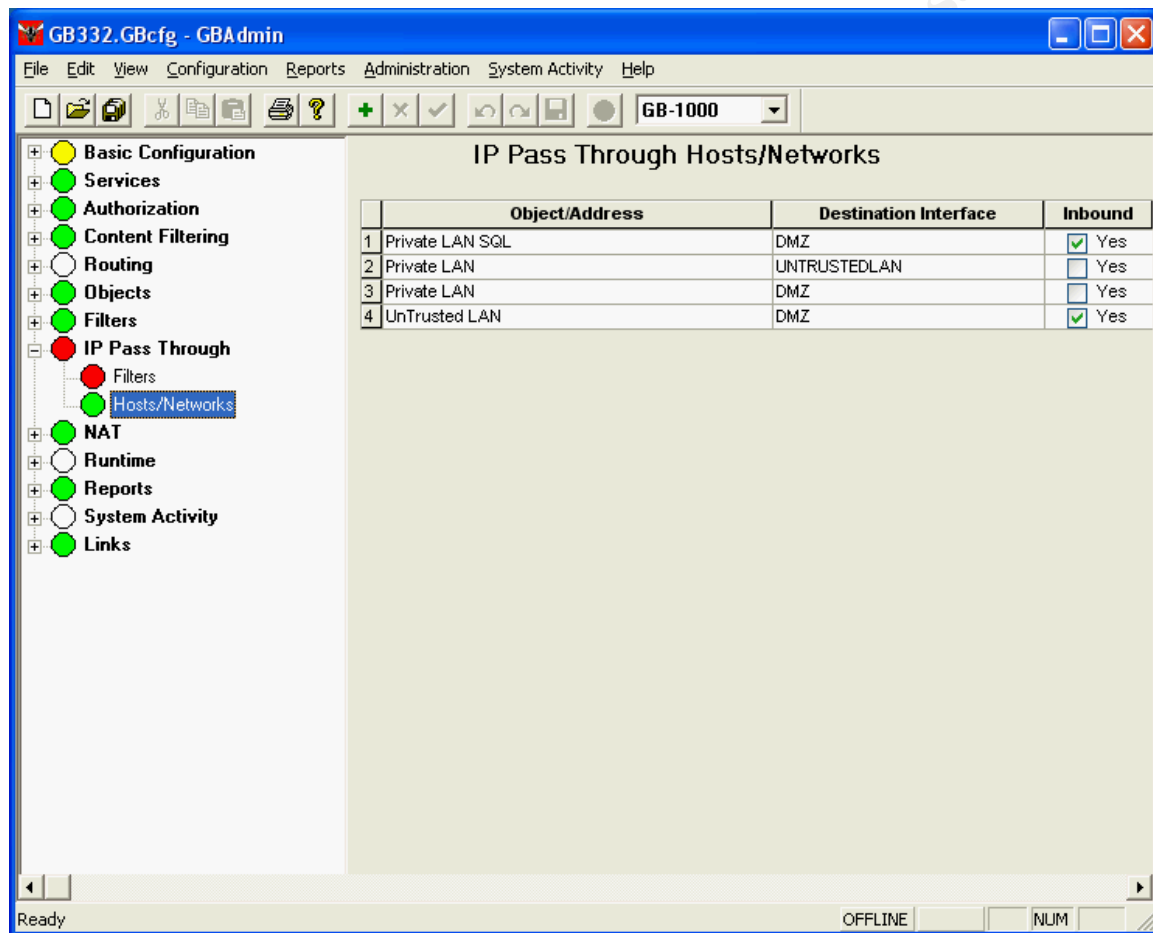 GB332.GBcfg - GBAdmin
File Edit View Configuration Reports Administration System Activity Help
GB-1000
Basic Configuration
Services
Authorization
Content Filtering
Routing
Objects
Filters
IP Pass Through
Filters
Hosts/Networks
NAT
Runtime
Reports
System Activity
Links
IP Pass Through Hosts/Networks
Object/Address Destination Interface Inbound
1 Private LAN SQL DMZ Yes
2 Private LAN UNTRUSTEDLAN Yes
3 Private LAN DMZ Yes
4 UnTrusted LAN DMZ Yes
Ready OFFLINE NUM